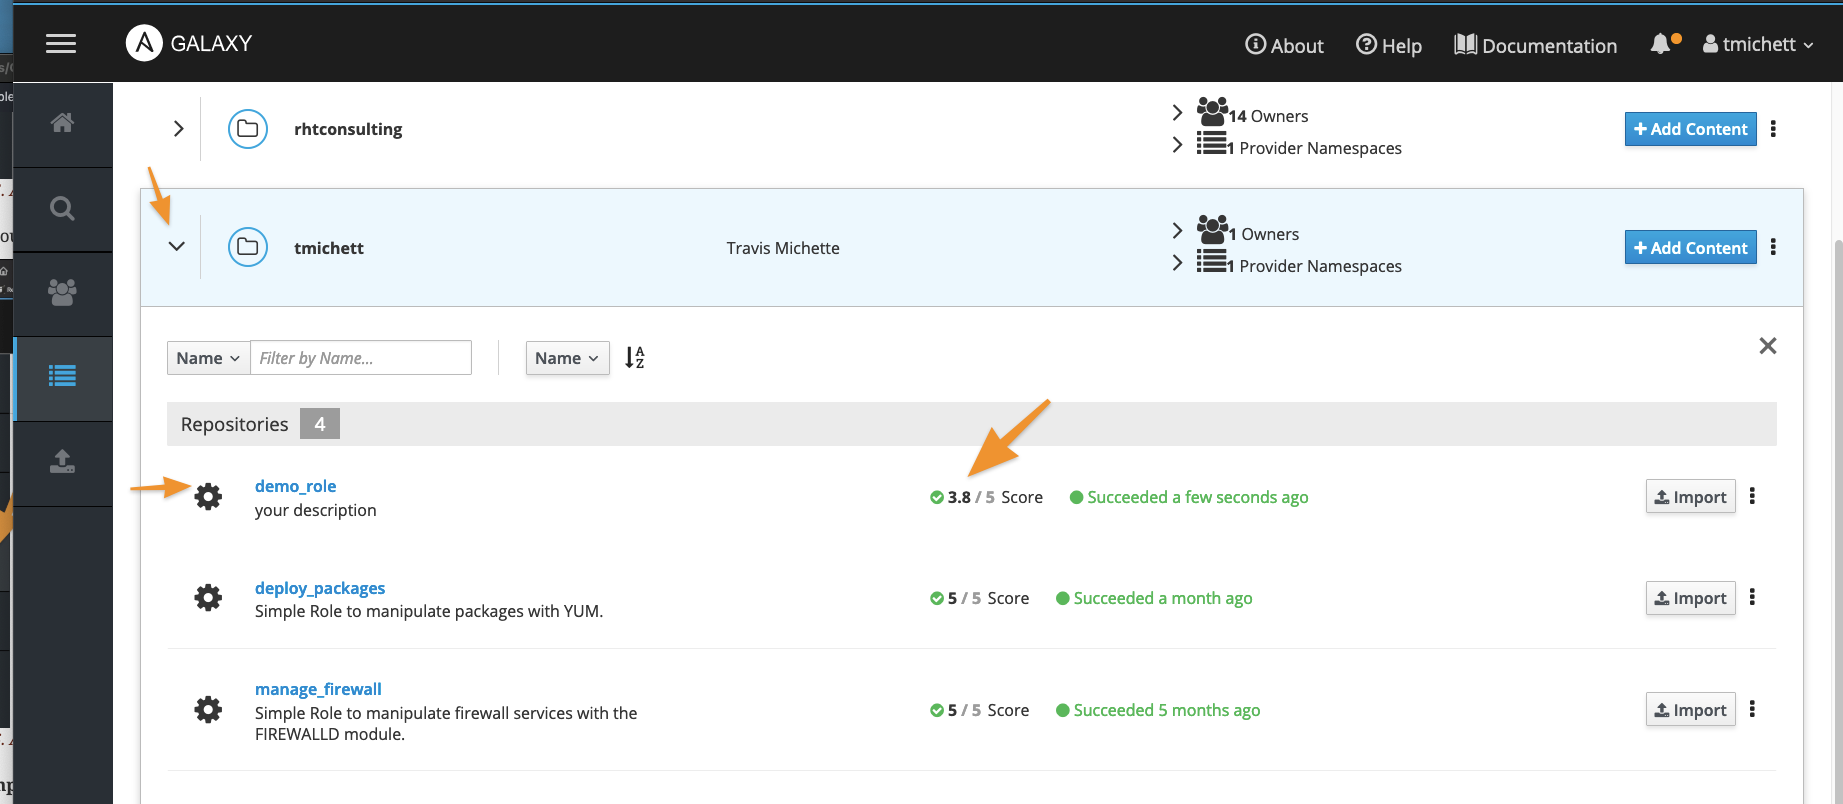 GALAXY
About
Help
Documentation
tmichett
rhtconsulting
14 Owners
1 Provider Namespaces
Add Content
tmichett
Travis Michette
1 Owners
1 Provider Namespaces
Add Content
Name
Filter by Name...
Name
Repositories 4
demo_role
your description
3.8 / 5 Score
Succeeded a few seconds ago
Import
deploy_packages
Simple Role to manipulate packages with YUM.
5 / 5 Score
Succeeded a month ago
Import
manage_firewall
Simple Role to manipulate firewall services with the
FIREWALLD module.
5 / 5 Score
Succeeded 5 months ago
Import